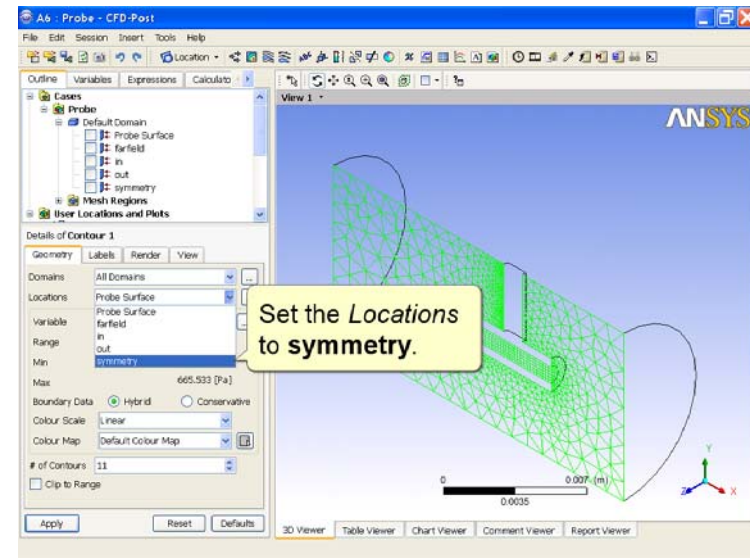 A6 : Probe - CFD-Post
File Edit Session Insert Tools Help
Location
Outline Variables Expressions Calculato
View 1
ANSYS
Cases
Probe
Default Domain
Probe Surface
farfield
in
out
symmetry
Mesh Regions
User Locations and Plots
Details of Contour 1
Geometry Labels Render View
Domains All Domains
Locations Probe Surface
Probe Surface
Variable farfield
in
Range out
Min symmetry
Set the Locations
to symmetry.
Max 665.533 [Pa]
Boundary Data Hybrid Conservative
Colour Scale Linear
Colour Map Default Colour Map
# of Contours 11
Clip to Range
Apply Reset Defaults
0 0.007 (m)
0.0035
Y
Z X
3D Viewer Table Viewer Chart Viewer Comment Viewer Report Viewer